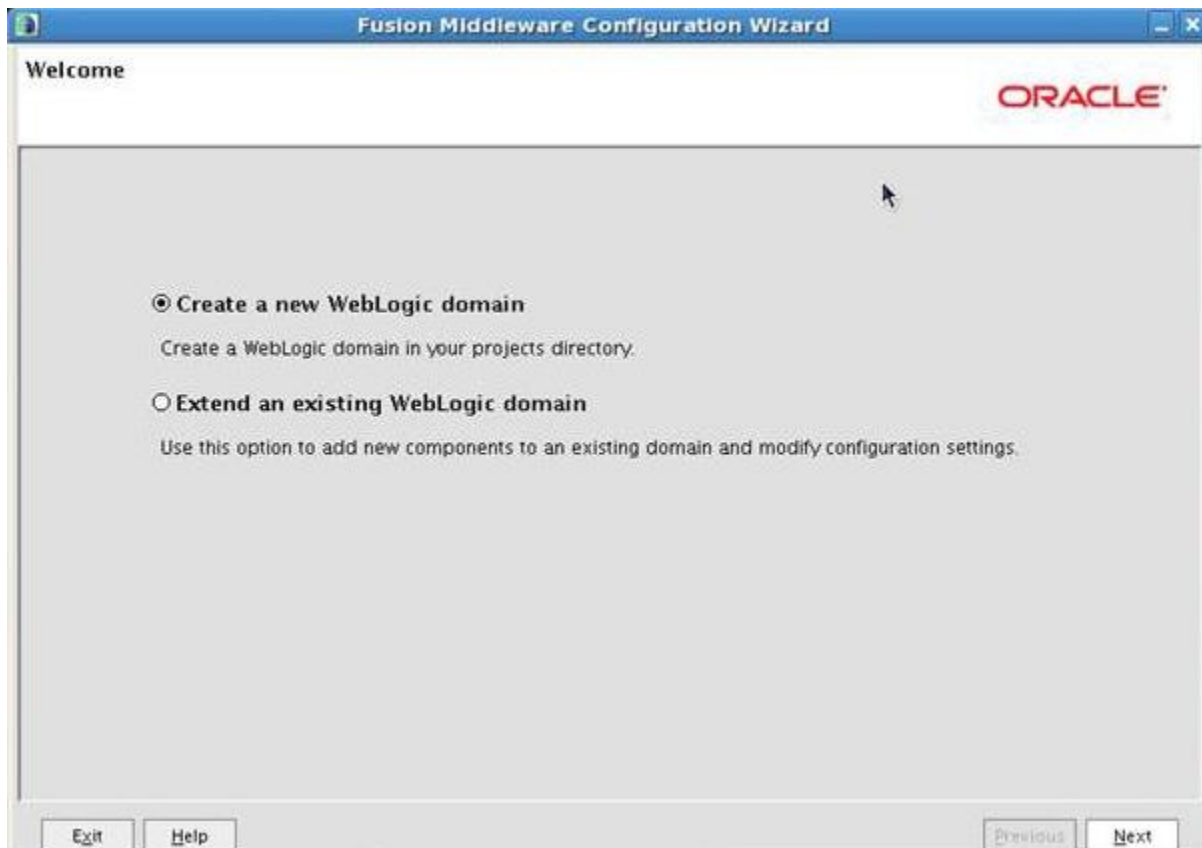 Fusion Middleware Configuration Wizard
Welcome
ORACLE
Create a new WebLogic domain
Create a WebLogic domain in your projects directory.
Extend an existing WebLogic domain
Use this option to add new components to an existing domain and modify configuration settings.
Exit Help Previous Next